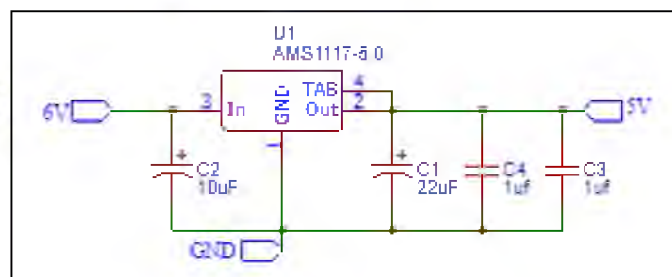 U1
AMS1117-5.0
6V
3
In
GND
1
TAB
4
Out
2
5V
C2
10uF
C1
22uF
C4
1uf
C3
1uf
GND